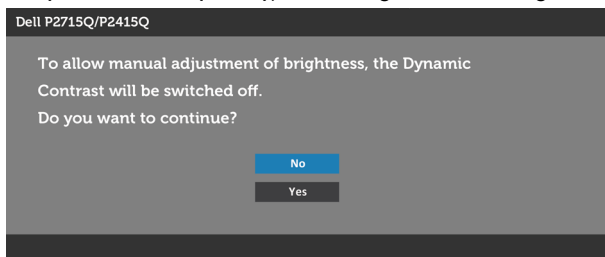 Dell P2715Q/P2415Q
To allow manual adjustment of brightness, the Dynamic
Contrast will be switched off.
Do you want to continue?
No
Yes